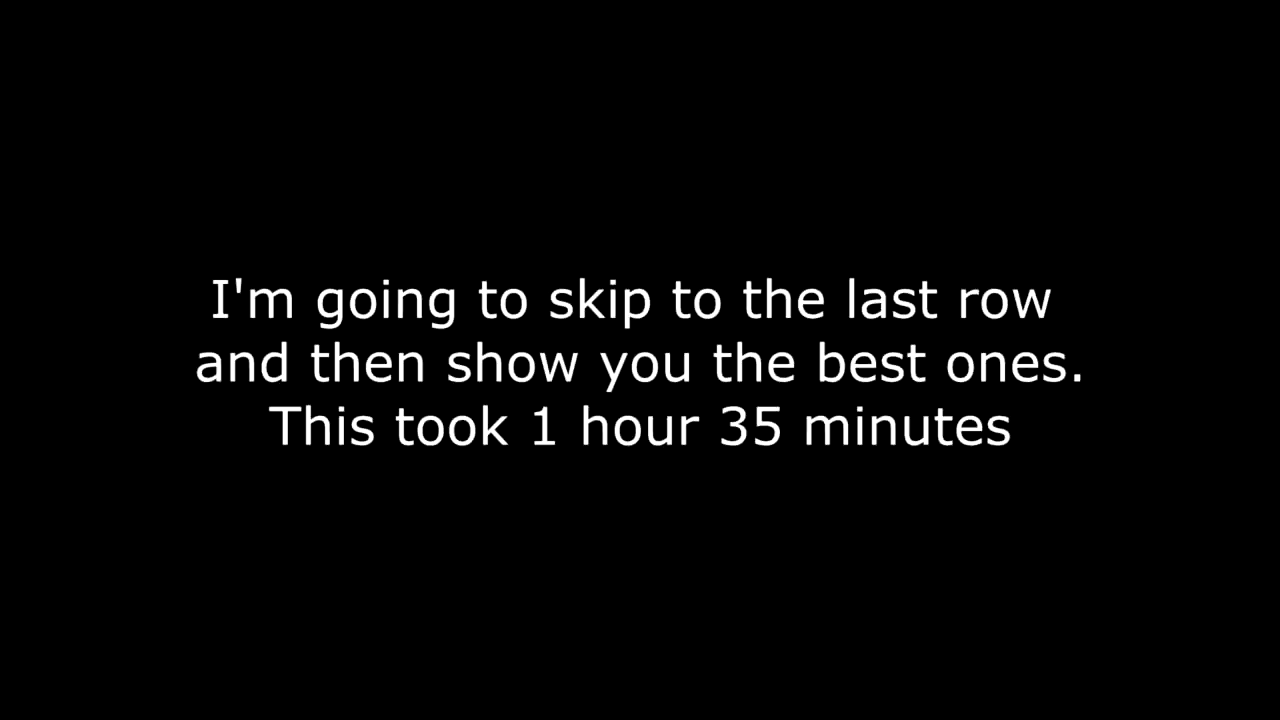 I'm going to skip to the last row
and then show you the best ones.
This took 1 hour 35 minutes